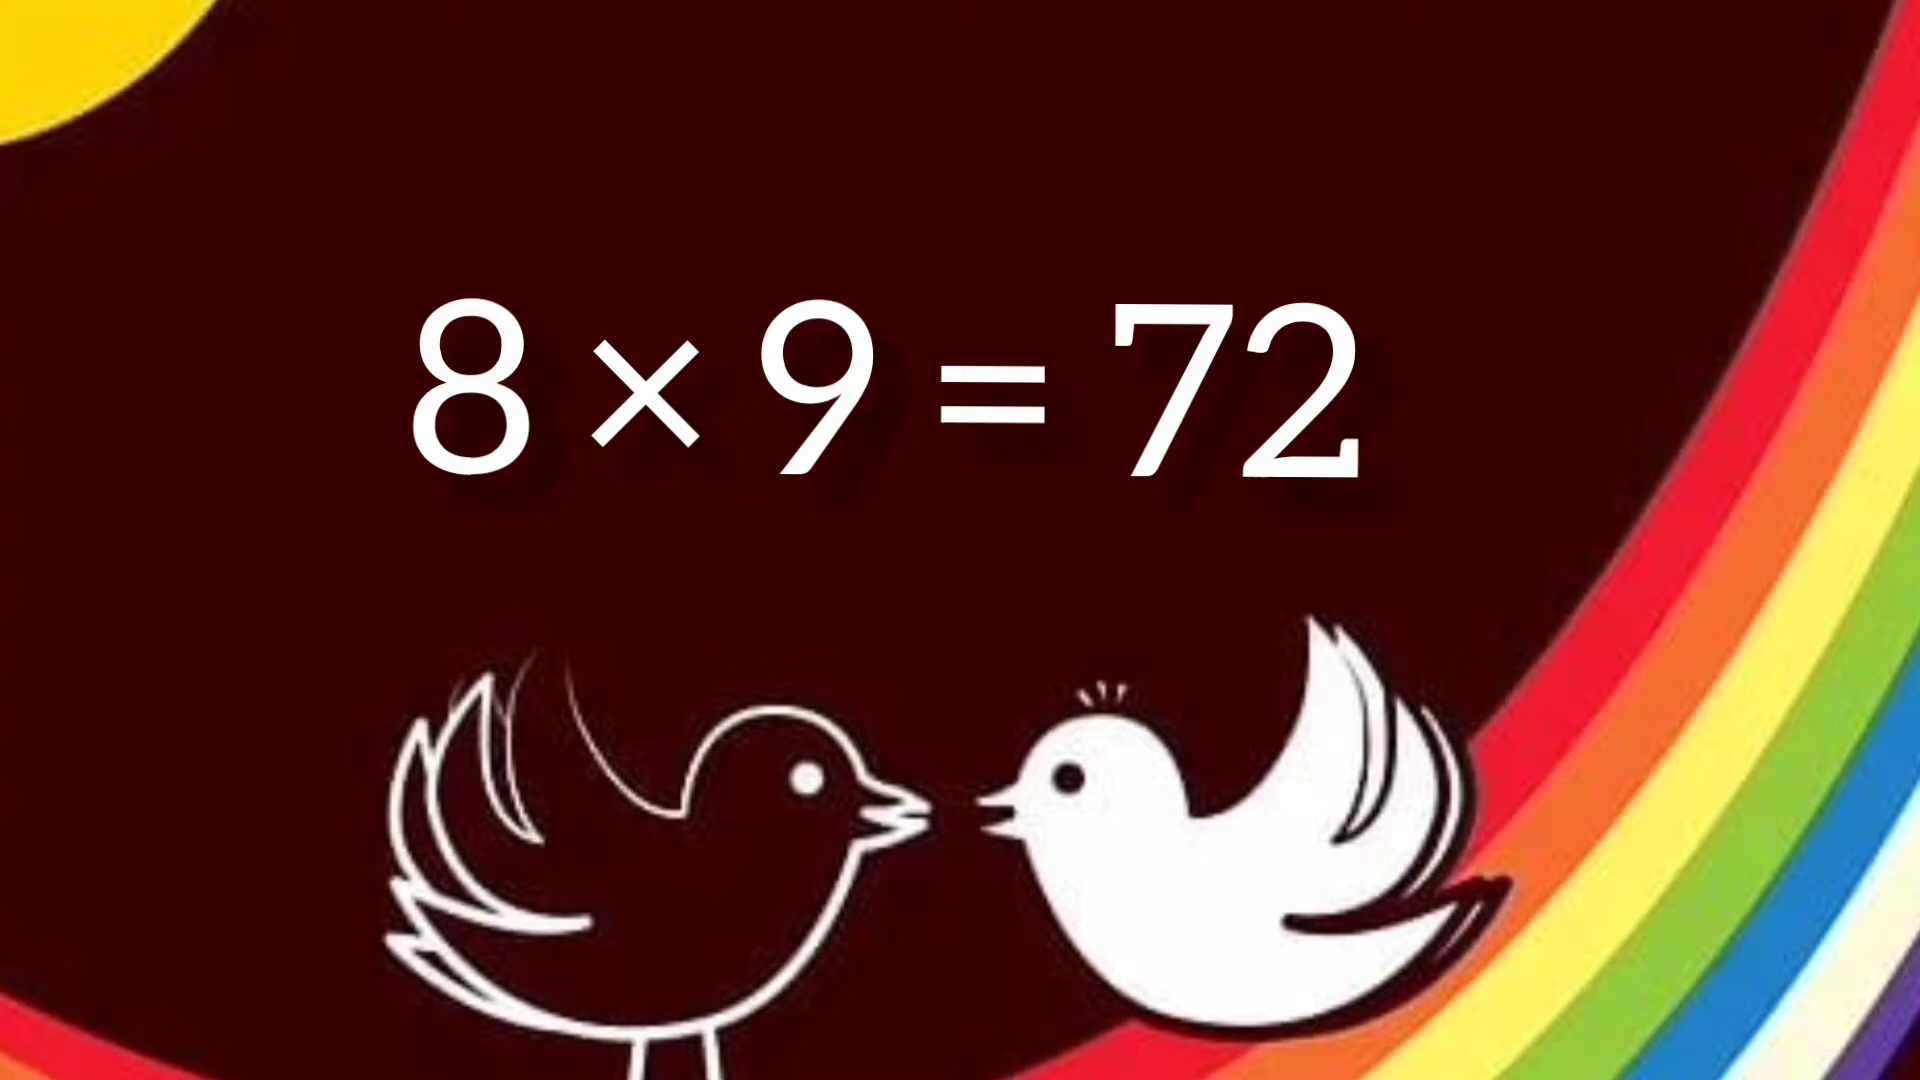 8 × 9 = 72